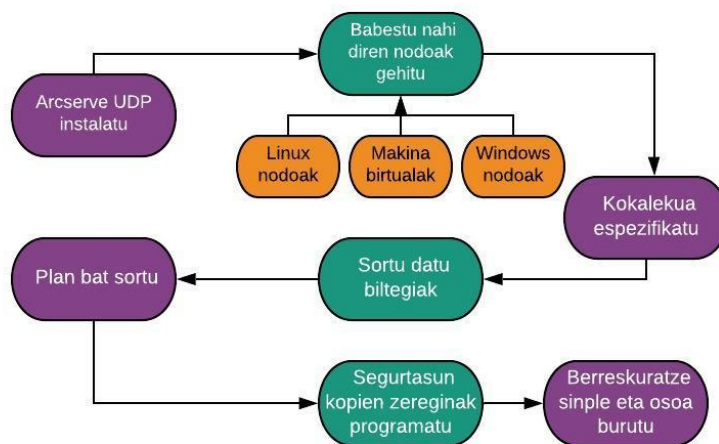 Arcserve UDP
instalatu
Babestu nahi
diren nodoak
gehitu
Linux
nodoak
Makina
birtualak
Windows
nodoak
Kokalekua
espezifikatu
Sortu datu
biltegiak
Plan bat sortu
Segurtasun
kopien zereginak
programatu
Berreskuratze
sinple eta osoa
burutu